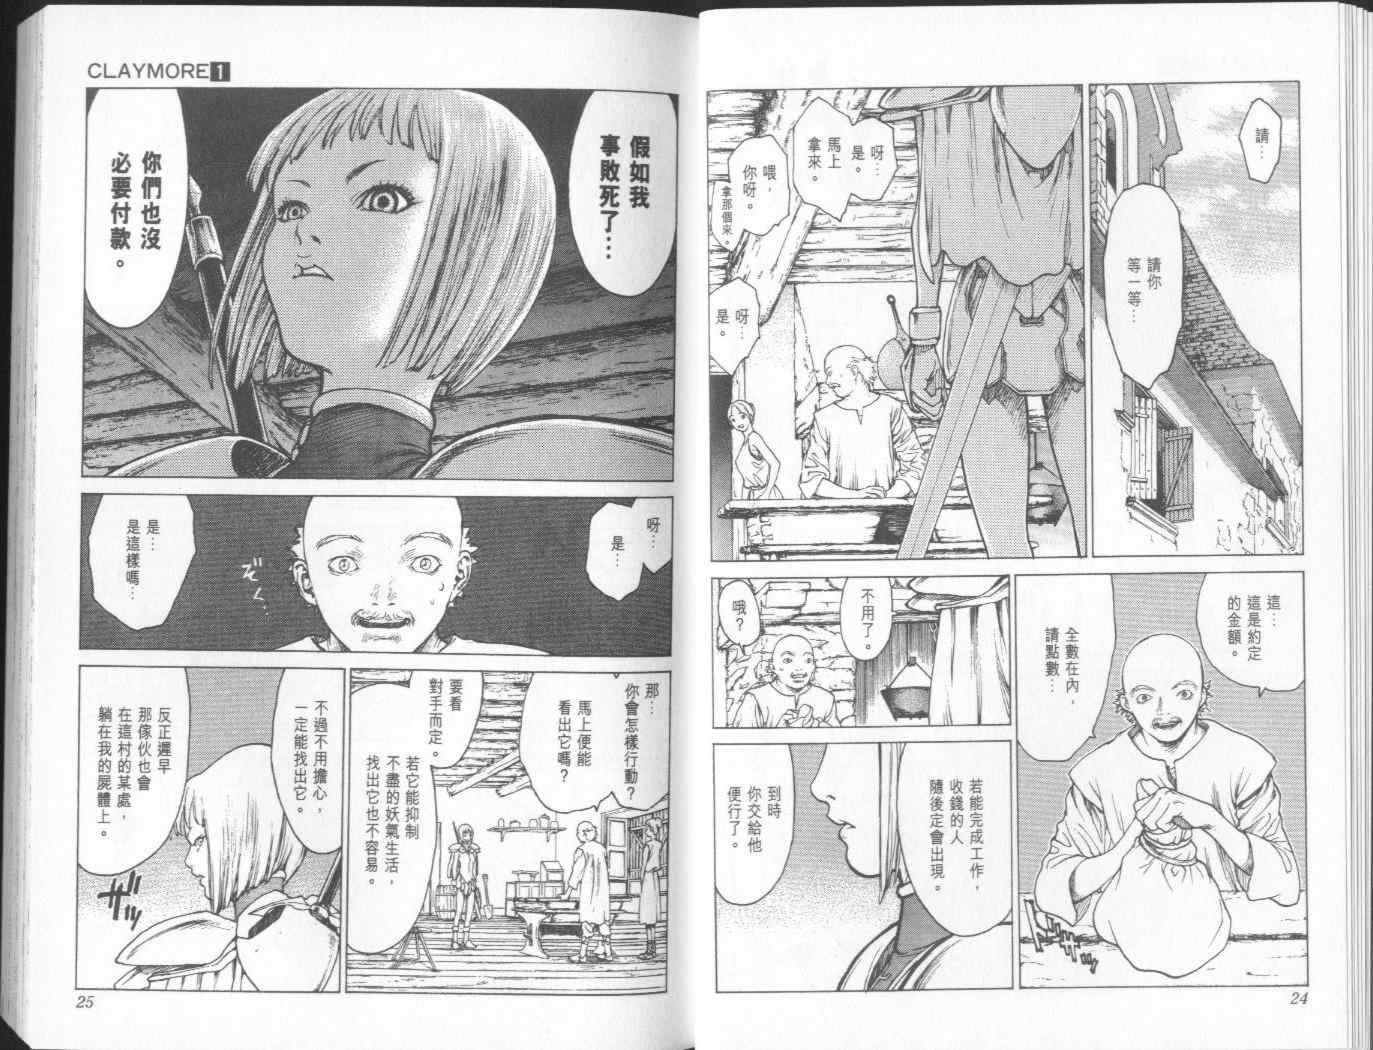 請…
請你
等一等…
呀…
是。
馬上
拿來。
喂，
你呀。
拿那個來。
呀…
是。
這…
這是約定
的金額。
全數在內，
請點數…
不用了。
哦？
若能完成工作，
收錢的人
隨後定會出現。
到時
你交給他
便行了。
24
CLAYMORE 1
假如我
事敗死了…
你們也沒
必要付款。
呀…
是…
ぞく…
是…
是這樣嗎…
那…
你會怎樣行動？
馬上便能
看出它嗎？
要看
對手而定。
若它能抑制
不盡的妖氣生活，
找出它也不容易。
不過不用擔心，
一定能找出它。
反正遲早
那傢伙也會
在這村的某處，
躺在我的屍體上。
ザッ
25